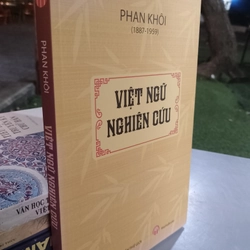 PHAN KHÔI
(1887-1959)
VIỆT NGỮ
NGHIÊN CỨU
PHAN KHÔI
VIỆT NGỮ NGHIÊN CỨU
VĂN HỌC
VIỆ